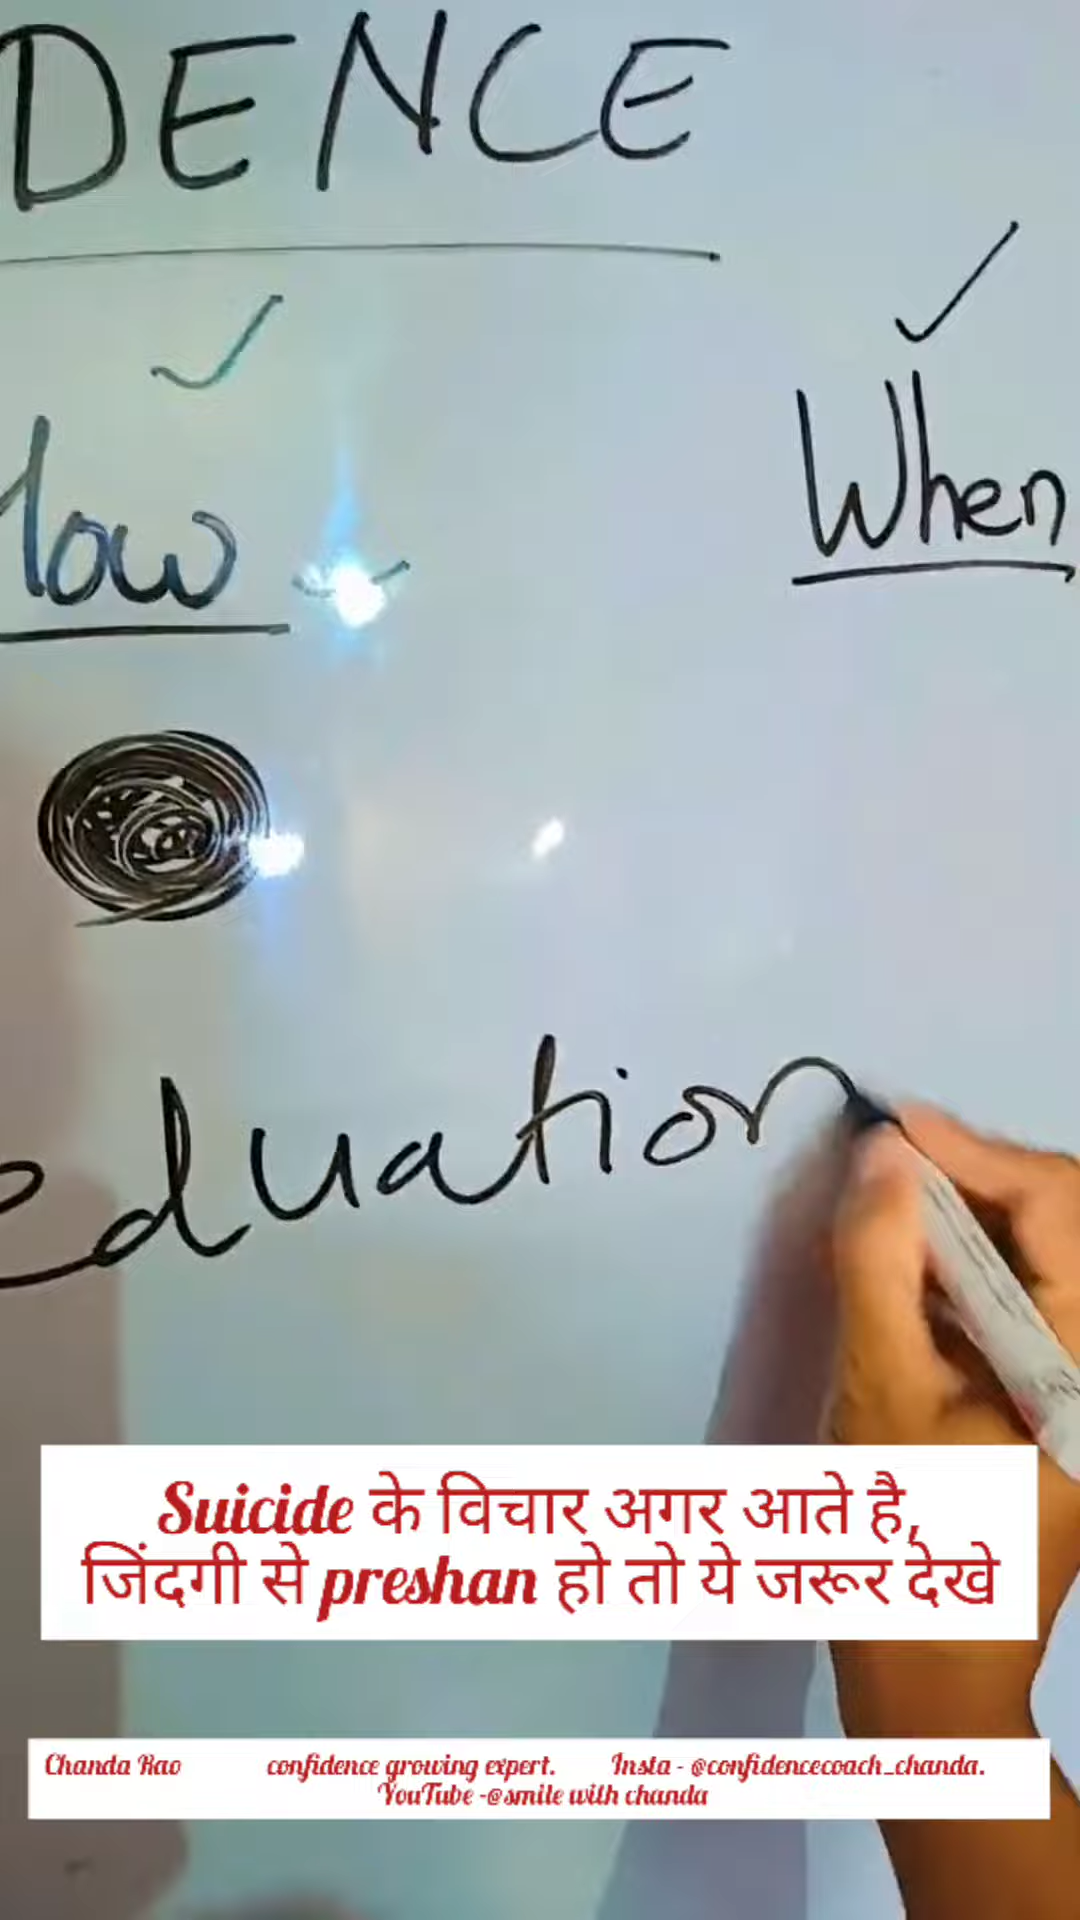 DENCE
low
When
eduation
Suicide के विचार अगर आते है,
जिंदगी से preshan हो तो ये जरूर देखे
Chanda Rao confidence growing expert. Insta - @confidencecoach_chanda.
YouTube -@smile with chanda